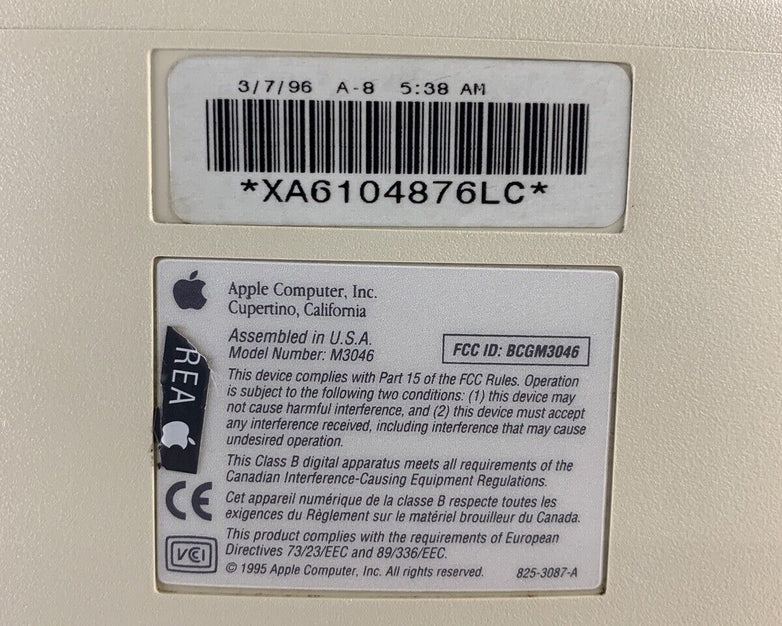 3/7/96 A-8 5:38 AM
*XA6104876LC*
Apple Computer, Inc.
Cupertino, California
Assembled in U.S.A.
Model Number: M3046
FCC ID: BCGM3046
REA
This device complies with Part 15 of the FCC Rules. Operation
is subject to the following two conditions: (1) this device may
not cause harmful interference, and (2) this device must accept
any interference received, including interference that may cause
undesired operation.
This Class B digital apparatus meets all requirements of the
Canadian Interference-Causing Equipment Regulations.
CE
Cet appareil numérique de la classe B respecte toutes les
exigences du Règlement sur le matériel brouilleur du Canada.
VCI
This product complies with the requirements of European
Directives 73/23/EEC and 89/336/EEC.
© 1995 Apple Computer, Inc. All rights reserved. 825-3087-A